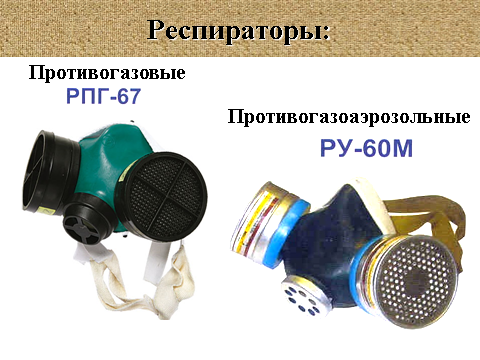 Респираторы:
Противогазовые
РПГ-67
Противогазоаэрозольные
РУ-60М